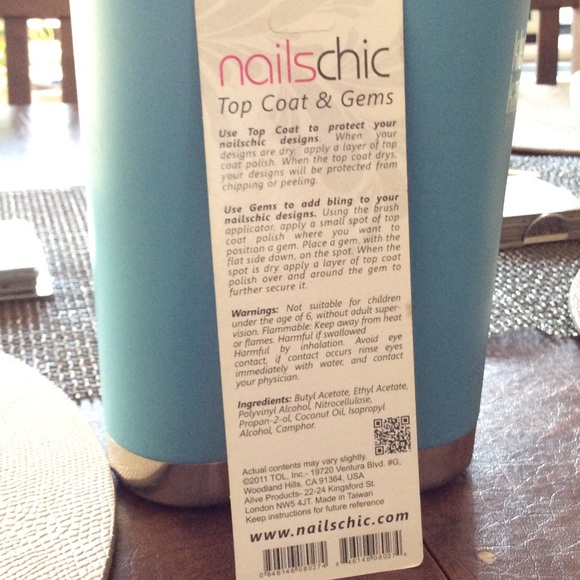 nailschic
Top Coat & Gems
Use Top Coat to protect your
nailschic designs. When your
designs are dry, apply a layer of top
coat polish. When the top coat drys,
your designs will be protected from
chipping or peeling.
Use Gems to add bling to your
nailschic designs. Using the brush
applicator, apply a small spot of top
coat polish where you want to
position a gem. Place a gem, with the
flat side down, on the spot. When the
spot is dry apply a layer of top coat
polish over and around the gem to
further secure it.
Warnings: Not suitable for children
under the age of 6, without adult super-
vision. Flammable. Keep away from heat
or flames. Harmful if swallowed
Harmful by inhalation. Avoid eye
contact, if contact occurs rinse eyes
immediately with water, and contact
your physician.
Ingredients: Butyl Acetate, Ethyl Acetate,
Polyvinyl Alcohol, Nitrocellulose,
Propan-2-ol, Coconut Oil, Isopropyl
Alcohol, Camphor.
Actual contents may vary slightly.
©2011 TOL, Inc.- 19720 Ventura Blvd. #G,
Woodland Hills, CA 91364, USA
Alive Products- 22-24 Kingsford St.
London NW5 4JT. Made in Taiwan
Keep instructions for future reference
www.nailschic.com